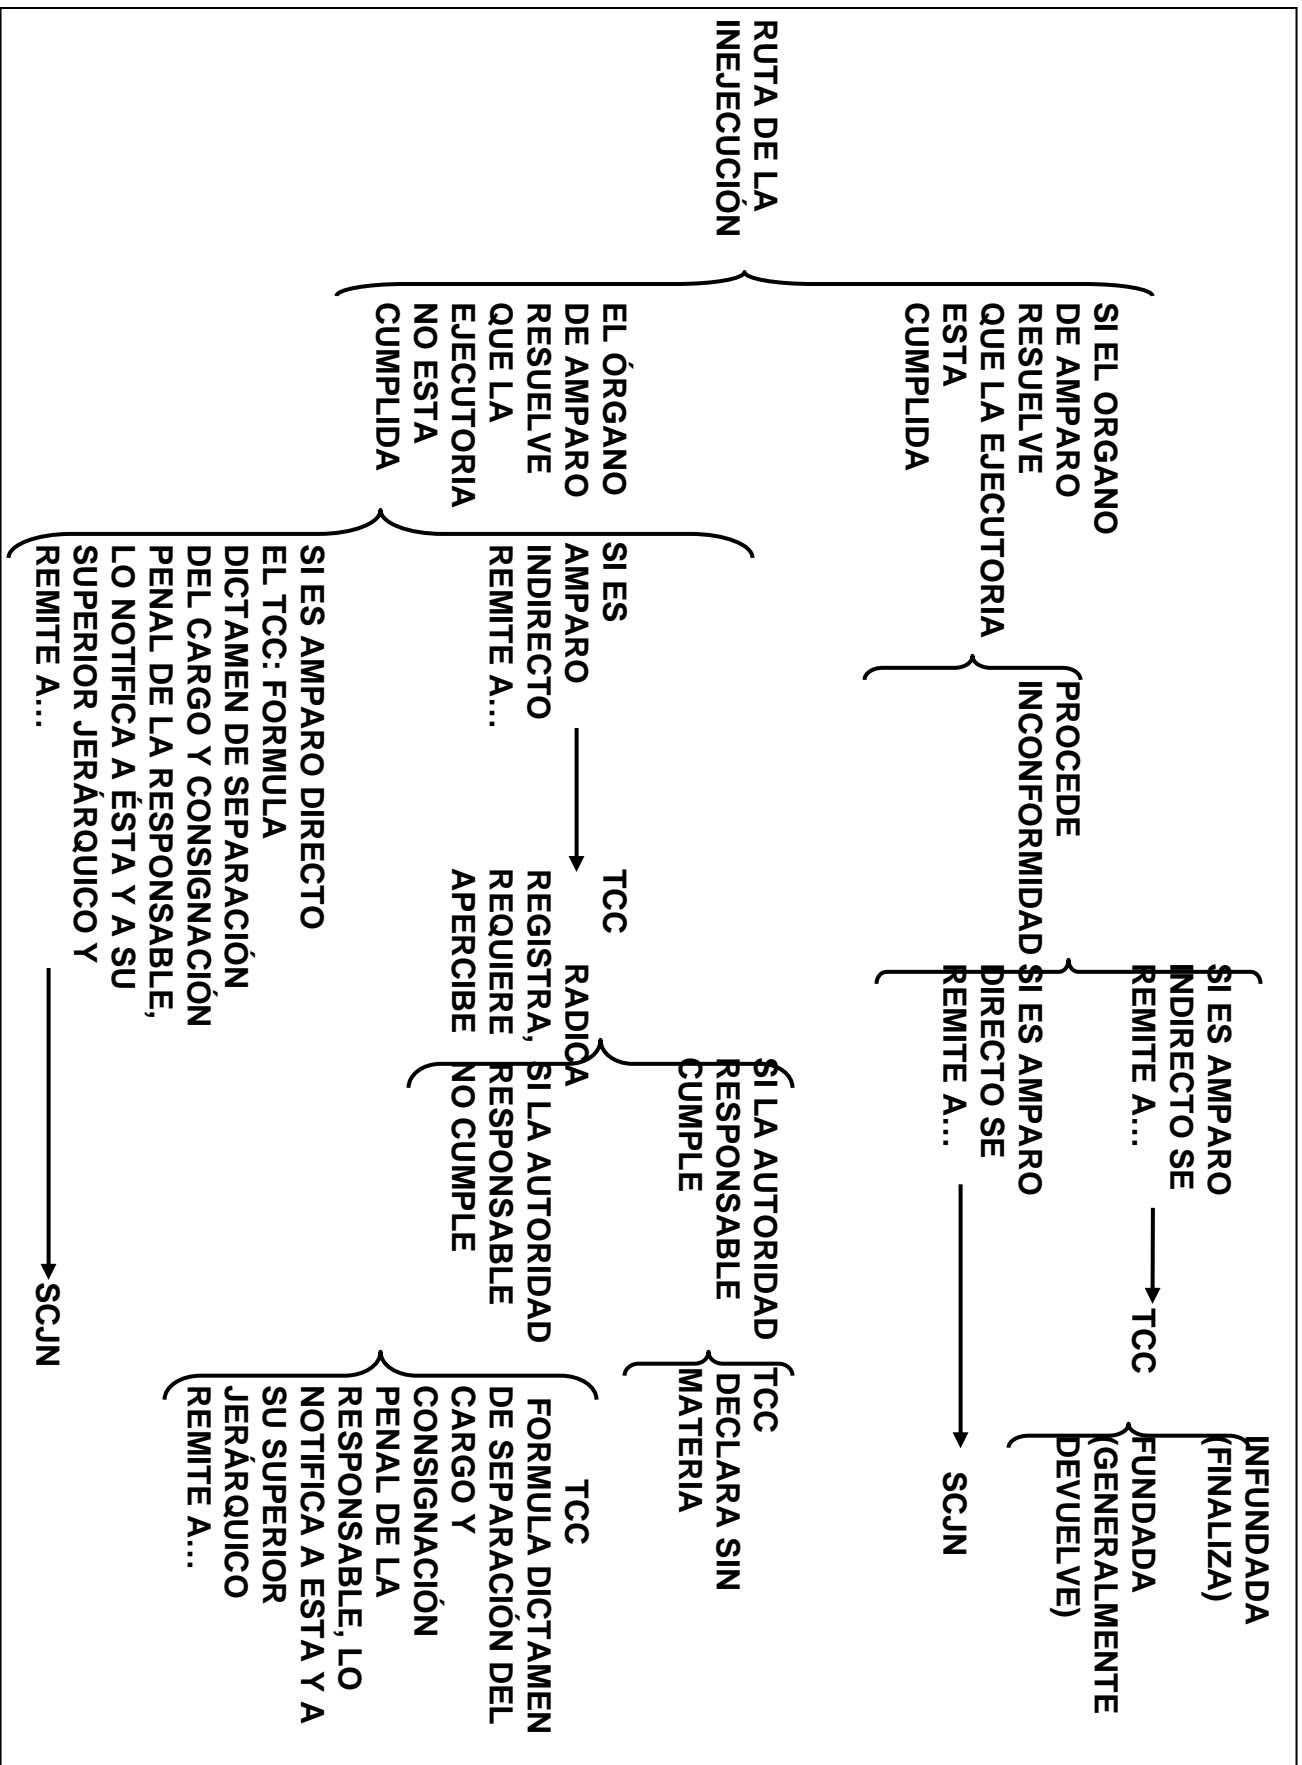 RUTA DE LA
INEJECUCIÓN
SI EL ORGANO
DE AMPARO
RESUELVE
QUE LA EJECUTORIA
ESTA
CUMPLIDA
PROCEDE
INCONFORMIDAD
SI ES AMPARO
INDIRECTO SE
REMITE A...
TCC
INFUNDADA
(FINALIZA)
FUNDADA
(GENERALMENTE
DEVUELVE)
SI ES AMPARO
DIRECTO SE
REMITE A...
SCJN
EL ÓRGANO
DE AMPARO
RESUELVE
QUE LA
EJECUTORIA
NO ESTA
CUMPLIDA
SI ES
AMPARO
INDIRECTO
REMITE A...
TCC
RADICA
REGISTRA,
REQUIERE
APERCIBE
SI LA AUTORIDAD
RESPONSABLE
CUMPLE
TCC
DECLARA SIN
MATERIA
SI LA AUTORIDAD
RESPONSABLE
NO CUMPLE
TCC
FORMULA DICTAMEN
DE SEPARACIÓN DEL
CARGO Y
CONSIGNACIÓN
PENAL DE LA
RESPONSABLE, LO
NOTIFICA A ESTA Y A
SU SUPERIOR
JERÁRQUICO
REMITE A...
SI ES AMPARO DIRECTO
EL TCC: FORMULA
DICTAMEN DE SEPARACIÓN
DEL CARGO Y CONSIGNACIÓN
PENAL DE LA RESPONSABLE,
LO NOTIFICA A ÉSTA Y A SU
SUPERIOR JERÁRQUICO Y
REMITE A...
SCJN